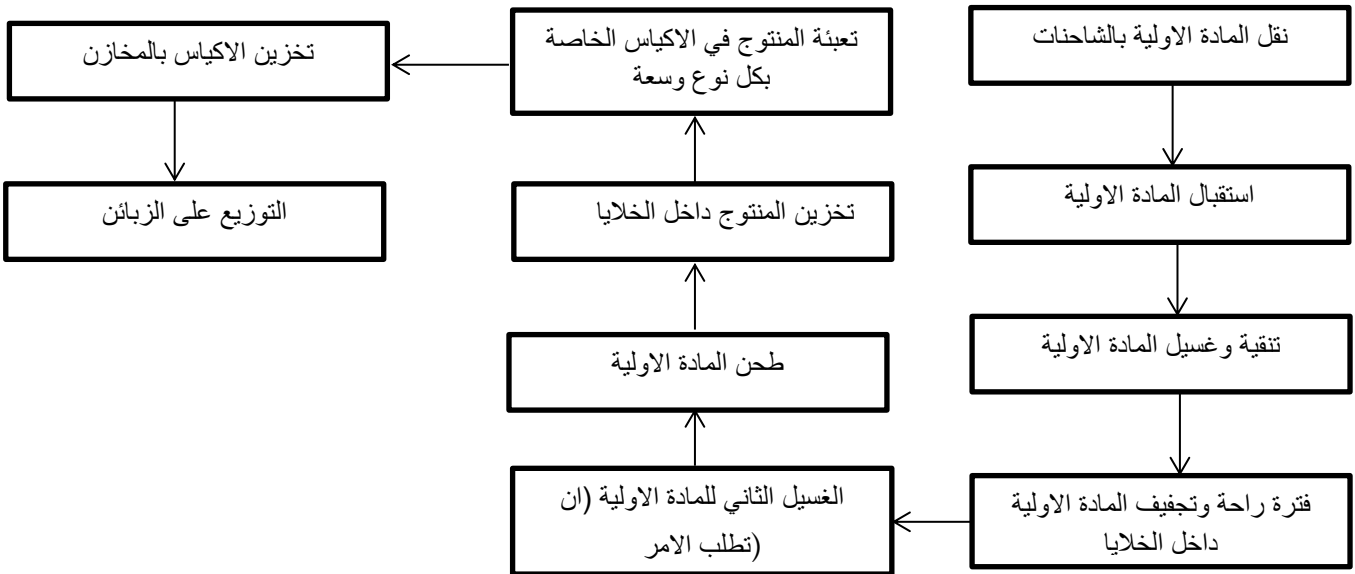 نقل المادة الاولية بالشاحنات
استقبال المادة الاولية
تنقية وغسيل المادة الاولية
فترة راحة وتجفيف المادة الاولية
داخل الخلايا
الغسيل الثاني للمادة الاولية (ان
تطلب الامر)
طحن المادة الاولية
تخزين المنتوج داخل الخلايا
تعبئة المنتوج في الاكياس الخاصة
بكل نوع وسعة
تخزين الاكياس بالمخازن
التوزيع على الزبائن